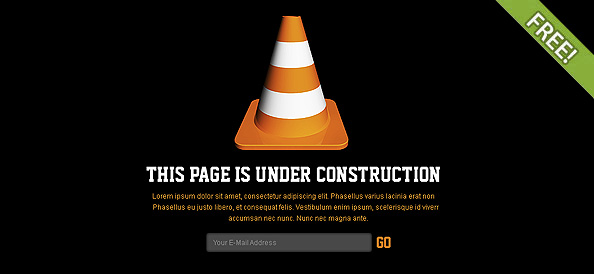 FREE!
THIS PAGE IS UNDER CONSTRUCTION
Lorem ipsum dolor sit amet, consectetur adipiscing elit. Phasellus varius lacinia erat non
Phasellus eu justo libero, et consequat felis. Vestibulum enim ipsum, scelerisque id viverr
accumsan nec nunc. Nunc nec magna ante.
Your E-Mail Address GO